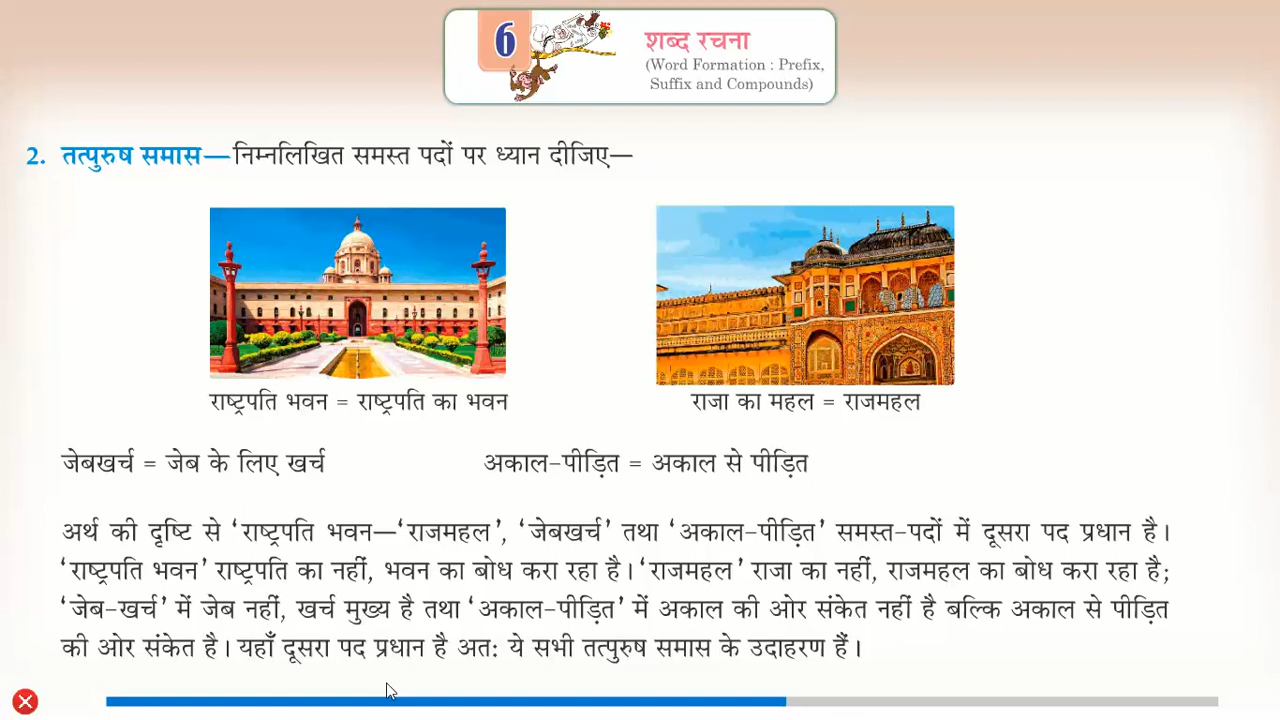 6
शब्द रचना
(Word Formation : Prefix,
Suffix and Compounds)
2. तत्पुरुष समास—निम्नलिखित समस्त पदों पर ध्यान दीजिए—
राष्ट्रपति भवन = राष्ट्रपति का भवन
राजा का महल = राजमहल
जेबखर्च = जेब के लिए खर्च
अकाल-पीड़ित = अकाल से पीड़ित
अर्थ की दृष्टि से ‘राष्ट्रपति भवन—‘राजमहल’, ‘जेबखर्च’ तथा ‘अकाल-पीड़ित’ समस्त-पदों में दूसरा पद प्रधान है।
‘राष्ट्रपति भवन’ राष्ट्रपति का नहीं, भवन का बोध करा रहा है। ‘राजमहल’ राजा का नहीं, राजमहल का बोध करा रहा है;
‘जेब-खर्च’ में जेब नहीं, खर्च मुख्य है तथा ‘अकाल-पीड़ित’ में अकाल की ओर संकेत नहीं है बल्कि अकाल से पीड़ित
की ओर संकेत है। यहाँ दूसरा पद प्रधान है अत: ये सभी तत्पुरुष समास के उदाहरण हैं।